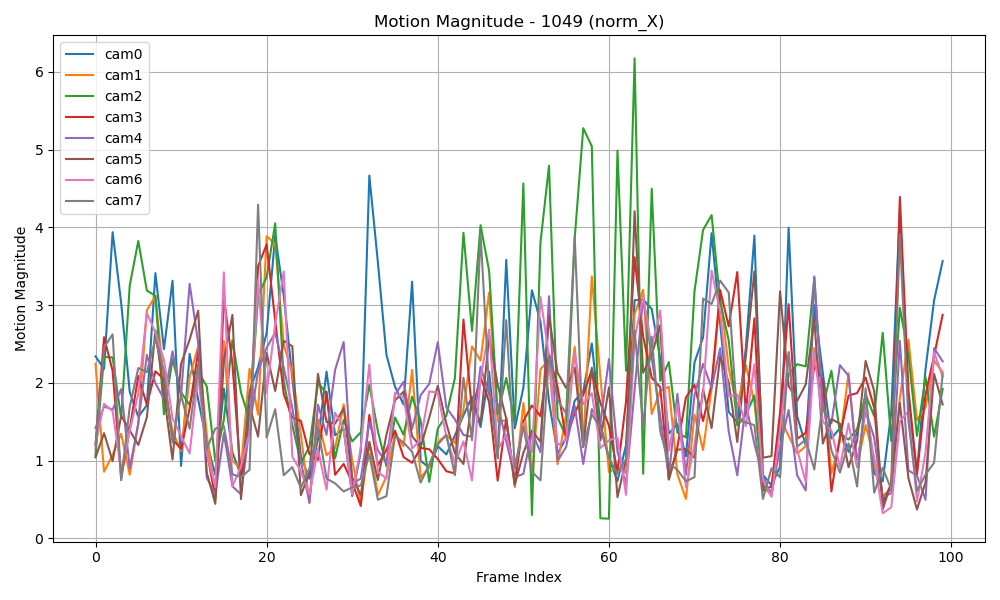 Motion Magnitude - 1049 (norm_X)
cam0
cam1
cam2
cam3
cam4
cam5
cam6
cam7
Motion Magnitude
6
5
4
3
2
1
0
0 20 40 60 80 100
Frame Index